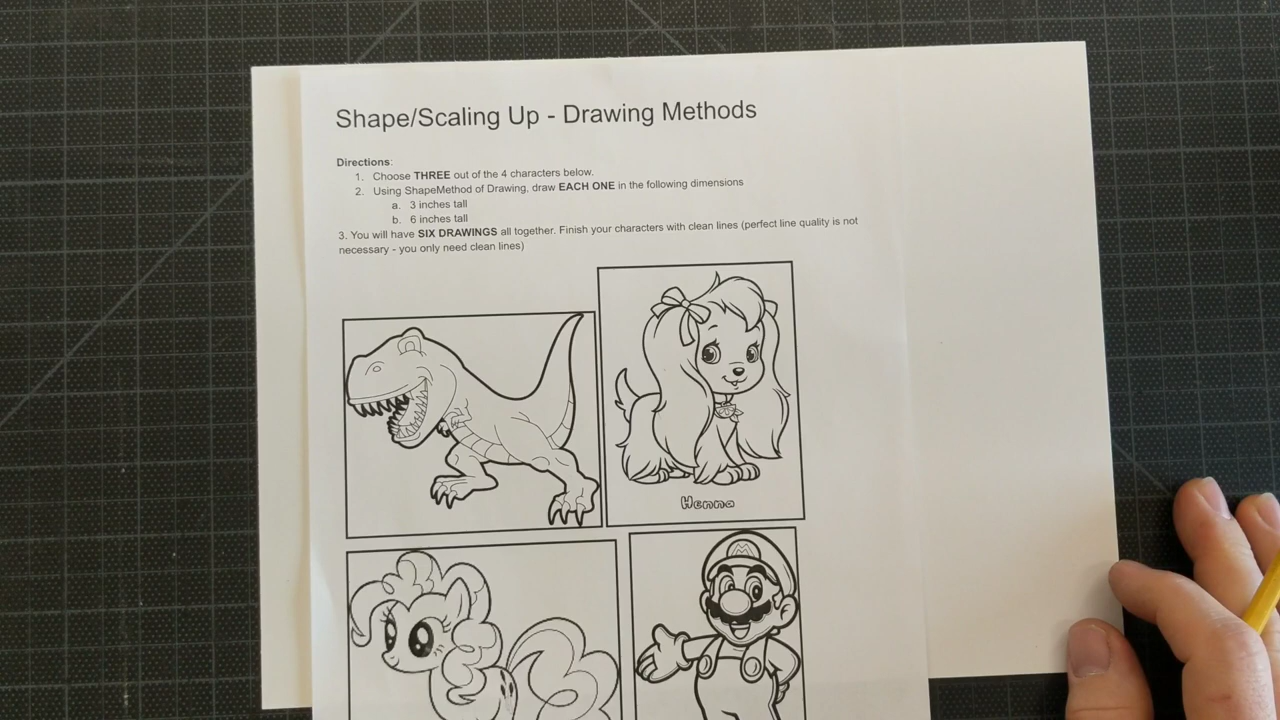 Shape/Scaling Up - Drawing Methods
Directions:
1. Choose THREE out of the 4 characters below.
2. Using ShapeMethod of Drawing, draw EACH ONE in the following dimensions
a. 3 inches tall
b. 6 inches tall
3. You will have SIX DRAWINGS all together. Finish your characters with clean lines (perfect line quality is not
necessary - you only need clean lines)
Henna
M